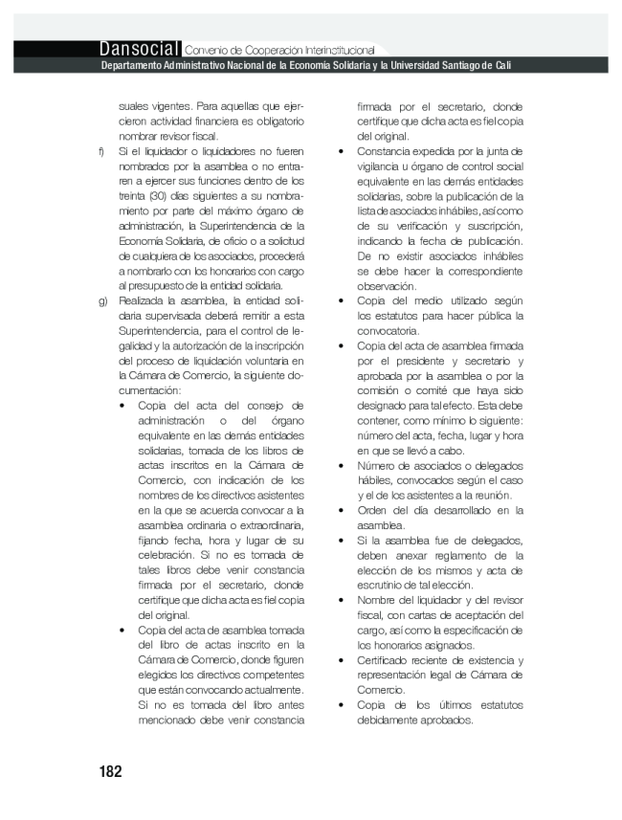 Dansocial Convenio de Cooperación Interinstitucional
Departamento Administrativo Nacional de la Economía Solidaria y la Universidad Santiago de Cali
suales vigentes. Para aquellas que ejer-
cieron actividad financiera es obligatorio
nombrar revisor fiscal.
f) Si el liquidador o liquidadores no fueren
nombrados por la asamblea o no entra-
ren a ejercer sus funciones dentro de los
treinta (30) días siguientes a su nombra-
miento por parte del máximo órgano de
administración, la Superintendencia de la
Economía Solidaria, de oficio o a solicitud
de cualquiera de los asociados, procederá
a nombrarlo con los honorarios con cargo
al presupuesto de la entidad solidaria.
g) Realizada la asamblea, la entidad soli-
daria supervisada deberá remitir a esta
Superintendencia, para el control de le-
galidad y la autorización de la inscripción
del proceso de liquidación voluntaria en
la Cámara de Comercio, la siguiente do-
cumentación:
• Copia del acta del consejo de
administración o del órgano
equivalente en las demás entidades
solidarias, tomada de los libros de
actas inscritos en la Cámara de
Comercio, con indicación de los
nombres de los directivos asistentes
en la que se acuerda convocar a la
asamblea ordinaria o extraordinaria,
fijando fecha, hora y lugar de su
celebración. Si no es tomada de
tales libros debe venir constancia
firmada por el secretario, donde
certifique que dicha acta es fiel copia
del original.
• Copia del acta de asamblea tomada
del libro de actas inscrito en la
Cámara de Comercio, donde figuren
elegidos los directivos competentes
que están convocando actualmente.
Si no es tomada del libro antes
mencionado debe venir constancia
firmada por el secretario, donde
certifique que dicha acta es fiel copia
del original.
• Constancia expedida por la junta de
vigilancia u órgano de control social
equivalente en las demás entidades
solidarias, sobre la publicación de la
lista de asociados inhábiles, así como
de su verificación y suscripción,
indicando la fecha de publicación.
De no existir asociados inhábiles
se debe hacer la correspondiente
observación.
• Copia del medio utilizado según
los estatutos para hacer pública la
convocatoria.
• Copia del acta de asamblea firmada
por el presidente y secretario y
aprobada por la asamblea o por la
comisión o comité que haya sido
designado para tal efecto. Esta debe
contener, como mínimo lo siguiente:
número del acta, fecha, lugar y hora
en que se llevó a cabo.
• Número de asociados o delegados
hábiles, convocados según el caso
y el de los asistentes a la reunión.
• Orden del día desarrollado en la
asamblea.
• Si la asamblea fue de delegados,
deben anexar reglamento de la
elección de los mismos y acta de
escrutinio de tal elección.
• Nombre del liquidador y del revisor
fiscal, con cartas de aceptación del
cargo, así como la especificación de
los honorarios asignados.
• Certificado reciente de existencia y
representación legal de Cámara de
Comercio.
• Copia de los últimos estatutos
debidamente aprobados.
182